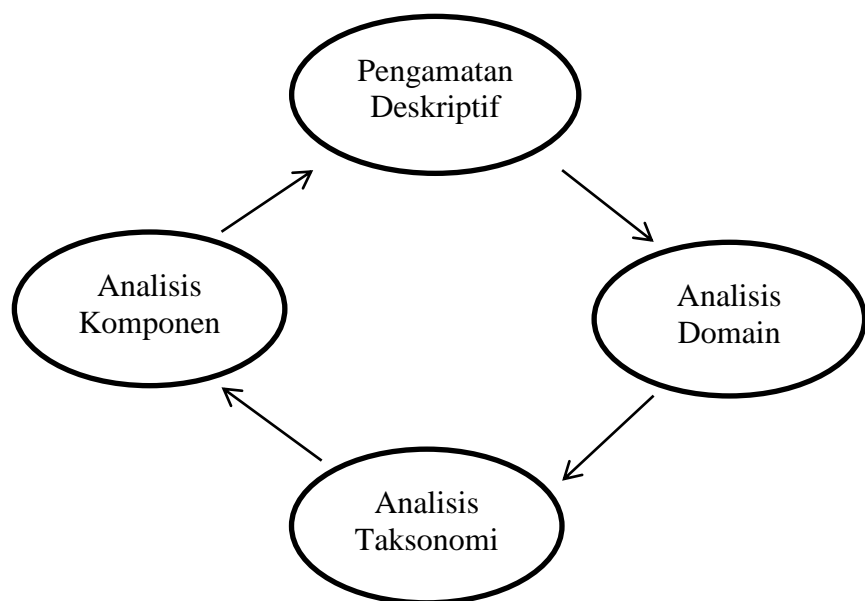 Pengamatan
Deskriptif
Analisis
Domain
Analisis
Taksonomi
Analisis
Komponen